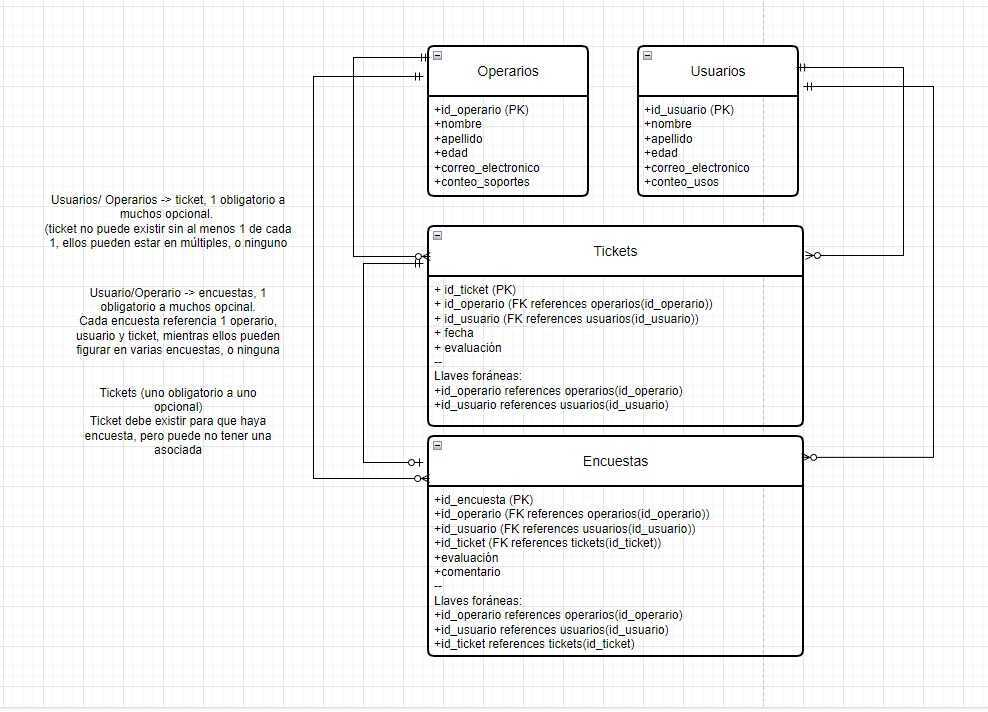 Operarios
+id_operario (PK)
+nombre
+apellido
+edad
+correo_electronico
+conteo_soportes
Usuarios
+id_usuario (PK)
+nombre
+apellido
+edad
+correo_electronico
+conteo_usos
Usuarios/ Operarios -> ticket, 1 obligatorio a
muchos opcional.
(ticket no puede existir sin al menos 1 de cada
1, ellos pueden estar en múltiples, o ninguno
Usuario/Operario -> encuestas, 1
obligatorio a muchos opcinal.
Cada encuesta referencia 1 operario,
usuario y ticket, mientras ellos pueden
figurar en varias encuestas, o ninguna
Tickets (uno obligatorio a uno
opcional)
Ticket debe existir para que haya
encuesta, pero puede no tener una
asociada
Tickets
+ id_ticket (PK)
+ id_operario (FK references operarios(id_operario))
+ id_usuario (FK references usuarios(id_usuario))
+ fecha
+ evaluación
--
Llaves foráneas:
+id_operario references operarios(id_operario)
+id_usuario references usuarios(id_usuario)
Encuestas
+id_encuesta (PK)
+id_operario (FK references operarios(id_operario))
+id_usuario (FK references usuarios(id_usuario))
+id_ticket (FK references tickets(id_ticket))
+evaluación
+comentario
--
Llaves foráneas:
+id_operario references operarios(id_operario)
+id_usuario references usuarios(id_usuario)
+id_ticket references tickets(id_ticket)